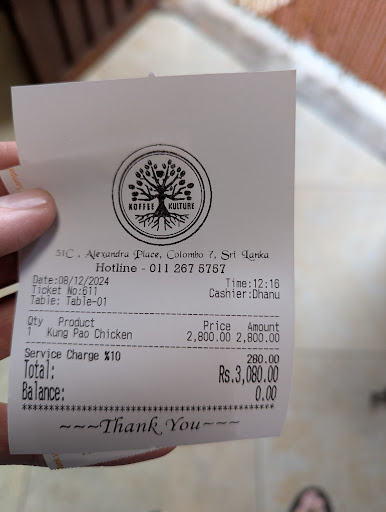 KOFFEE KULTURE
51C , Alexandra Place, Colombo 7, Sri Lanka
Hotline - 011 267 5757
Date:08/12/2024 Time:12:16
Ticket No:611 Cashier:Dhanu
Table: Table-01
Qty Product Price Amount
1 Kung Pao Chicken 2,800.00 2,800.00
Service Charge %10 280.00
Total: Rs.3,080.00
Balance: 0.00
~~~Thank You~~~